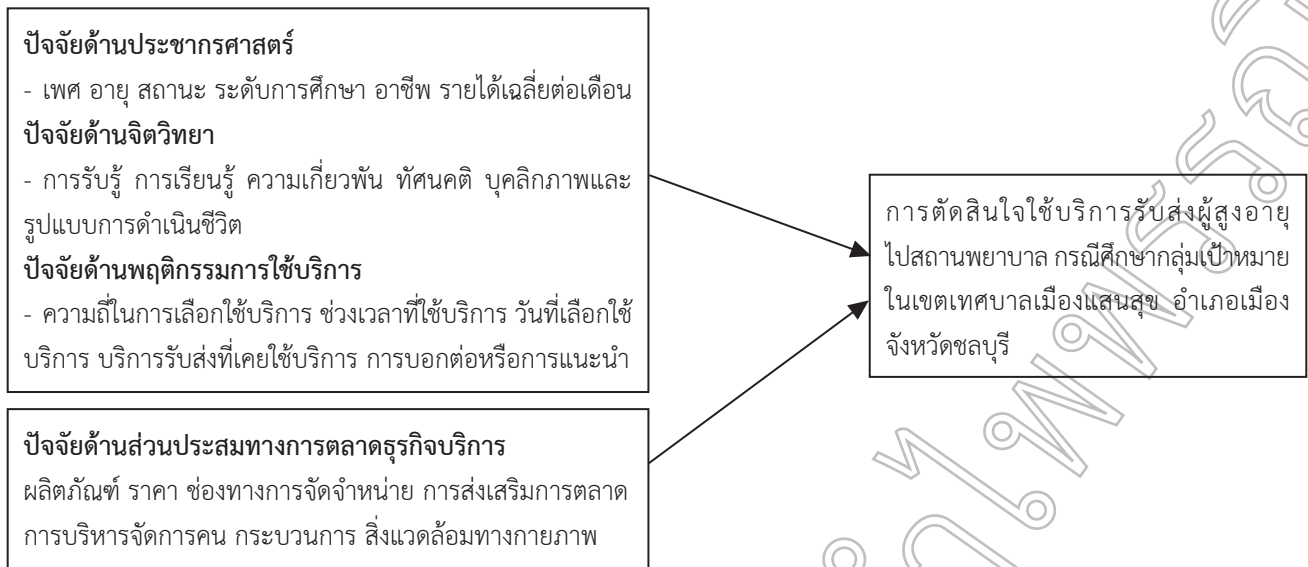 ปัจจัยด้านประชากรศาสตร์
- เพศ อายุ สถานะ ระดับการศึกษา อาชีพ รายได้เฉลี่ยต่อเดือน
ปัจจัยด้านจิตวิทยา
- การรับรู้ การเรียนรู้ ความเกี่ยวพัน ทัศนคติ บุคลิกภาพและ
รูปแบบการดำเนินชีวิต
ปัจจัยด้านพฤติกรรมการใช้บริการ
- ความถี่ในการเลือกใช้บริการ ช่วงเวลาที่ใช้บริการ วันที่เลือกใช้
บริการ บริการรับส่งที่เคยใช้บริการ การบอกต่อหรือการแนะนำ
ปัจจัยด้านส่วนประสมทางการตลาดธุรกิจบริการ
ผลิตภัณฑ์ ราคา ช่องทางการจัดจำหน่าย การส่งเสริมการตลาด
การบริหารจัดการคน กระบวนการ สิ่งแวดล้อมทางกายภาพ
การตัดสินใจใช้บริการรับส่งผู้สูงอายุ
ไปสถานพยาบาล กรณีศึกษากลุ่มเป้าหมาย
ในเขตเทศบาลเมืองแสนสุข อำเภอเมือง
จังหวัดชลบุรี